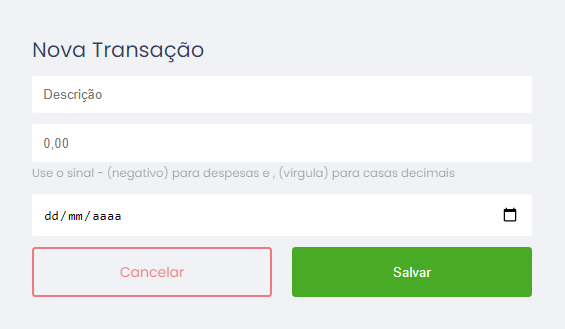 Nova Transação
Descrição
0,00
Use o sinal - (negativo) para despesas e , (vírgula) para casas decimais
dd/mm/aaaa
Cancelar
Salvar